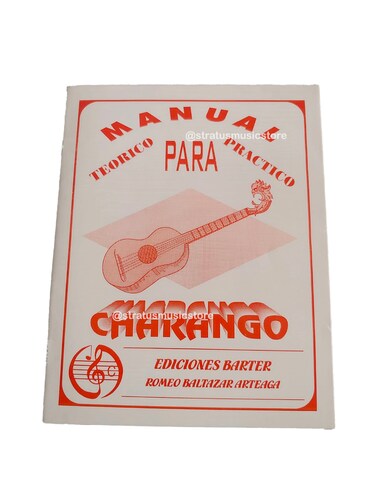 MANUAL
@stratusmusicstore
TEORICO PARA PRACTICO
@stratusmusicstore
CHARANGO
EDICIONES BARTER
ROMEO BALTAZAR ARTEAGA